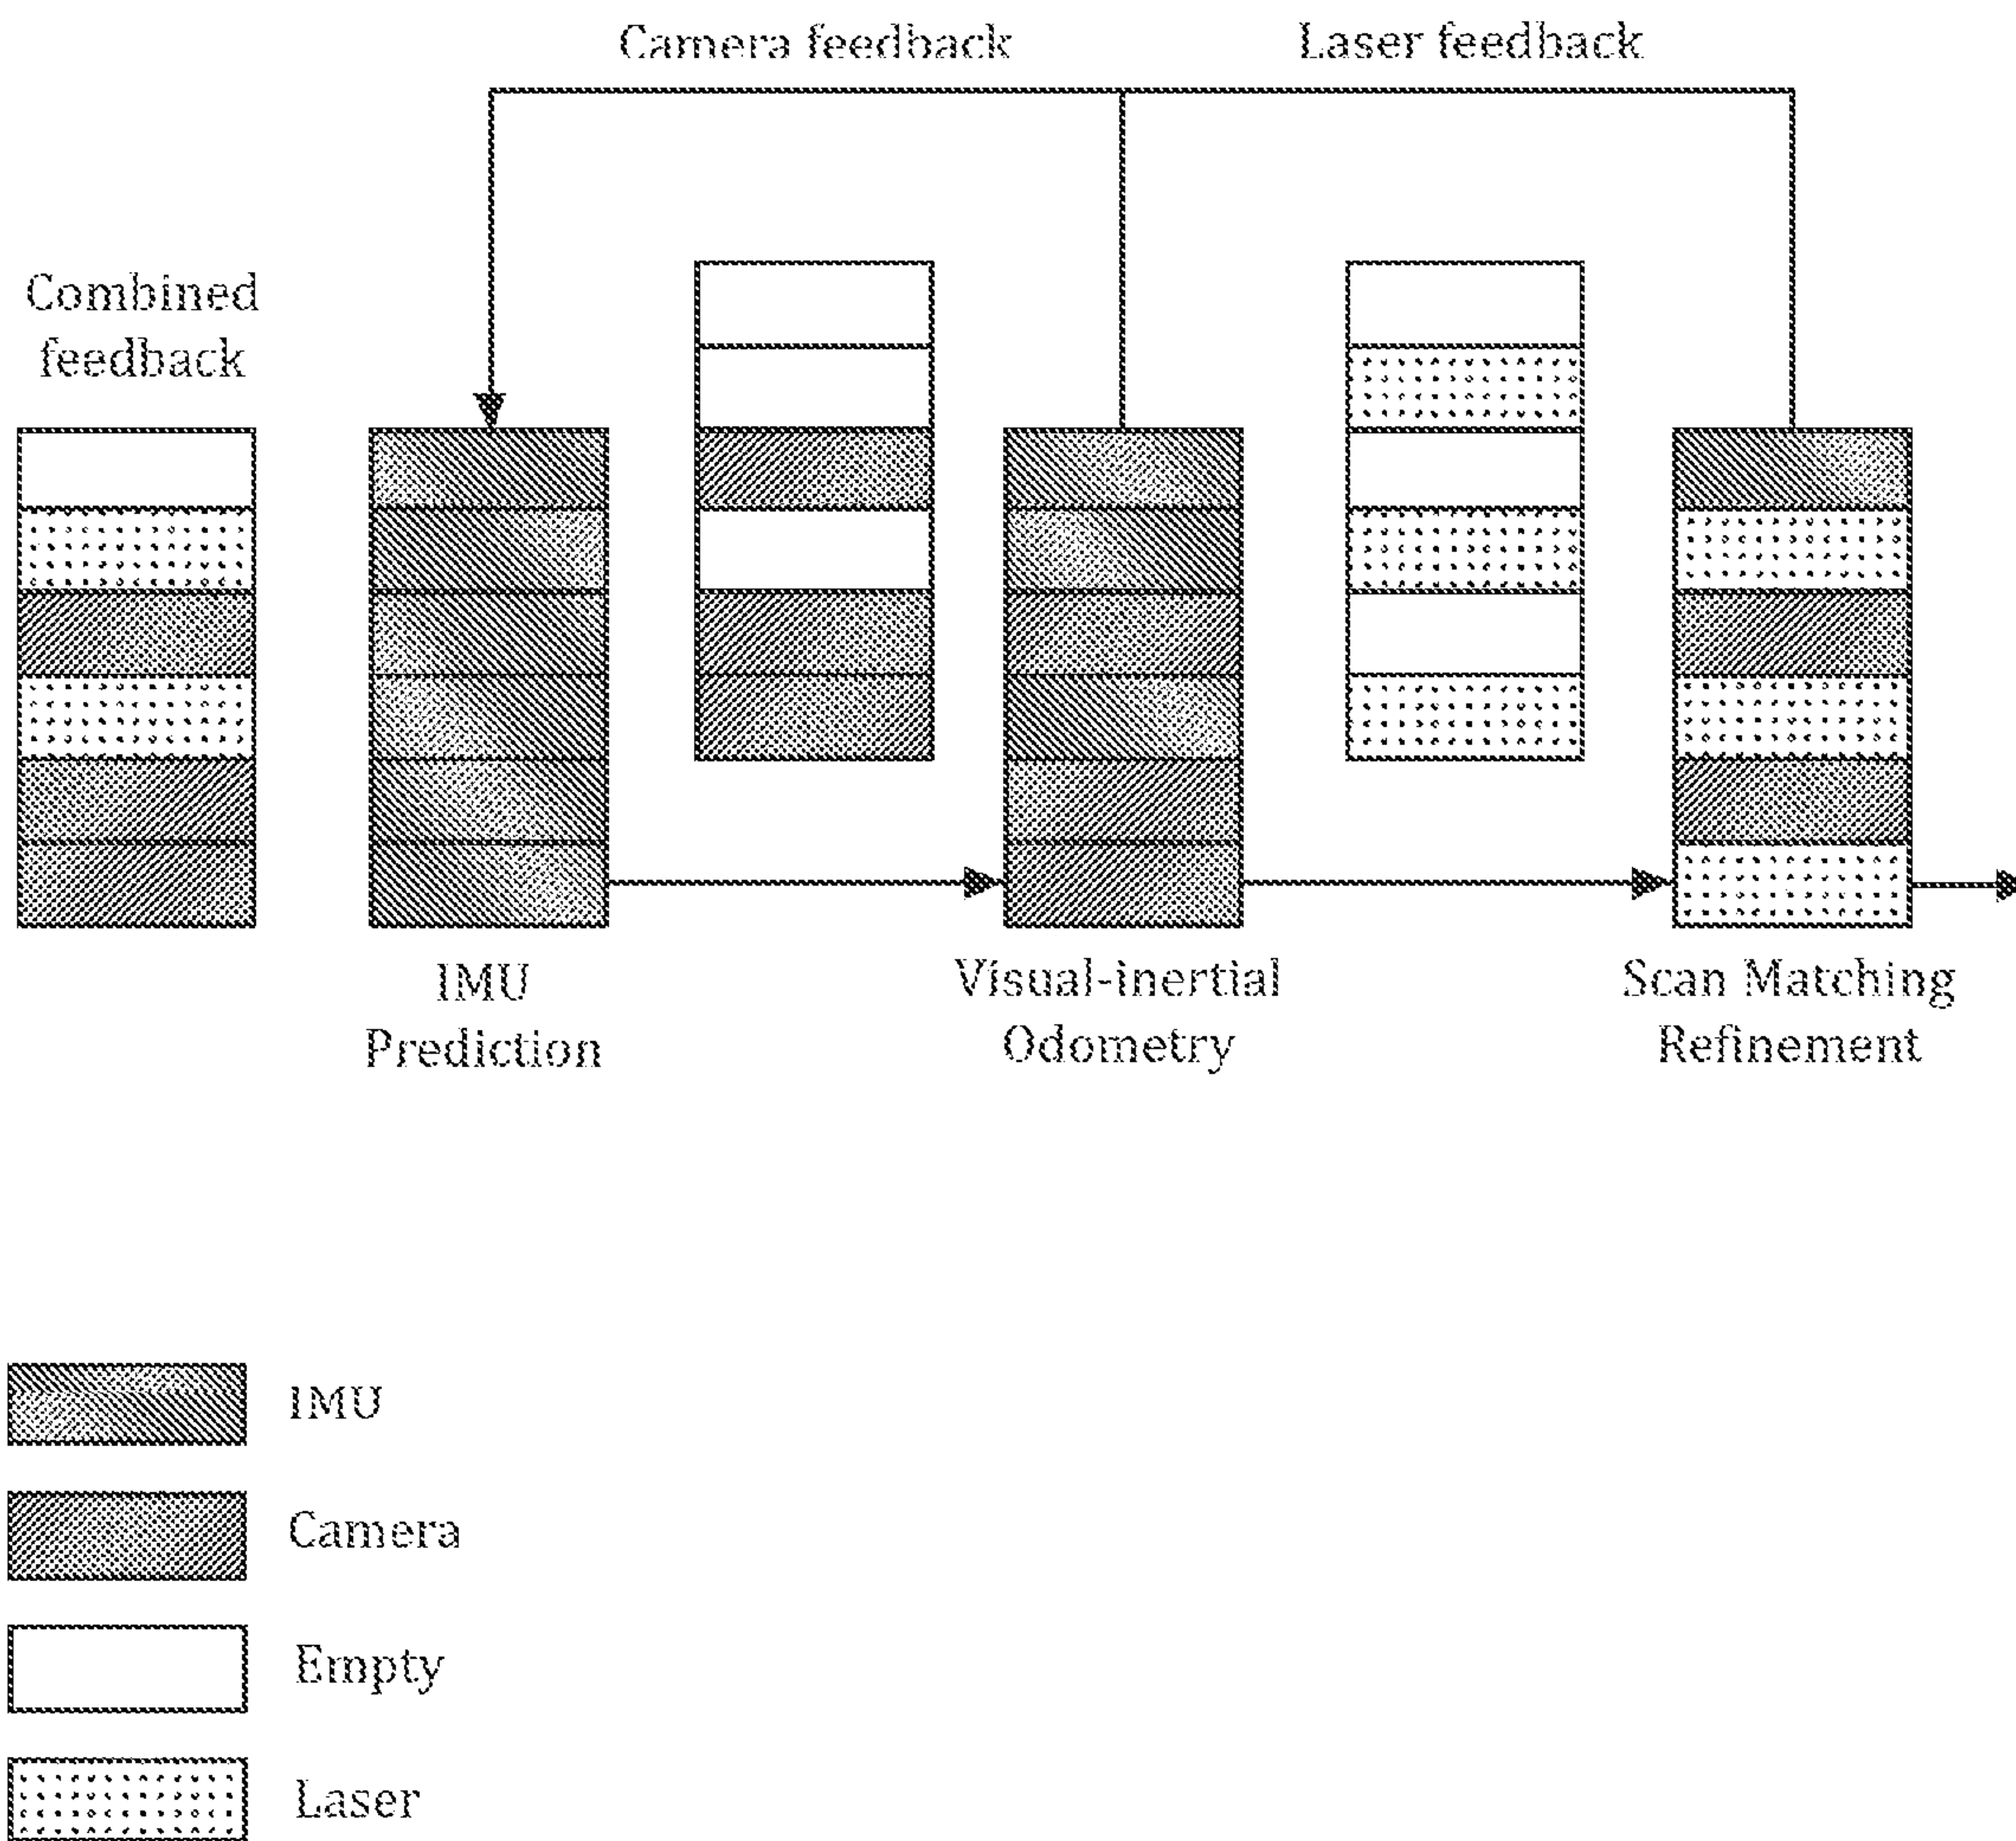 Camera feedback
Laser feedback
Combined
feedback
IMU
Prediction
Visual-inertial
Odometry
Scan Matching
Refinement
IMU
Camera
Empty
Laser